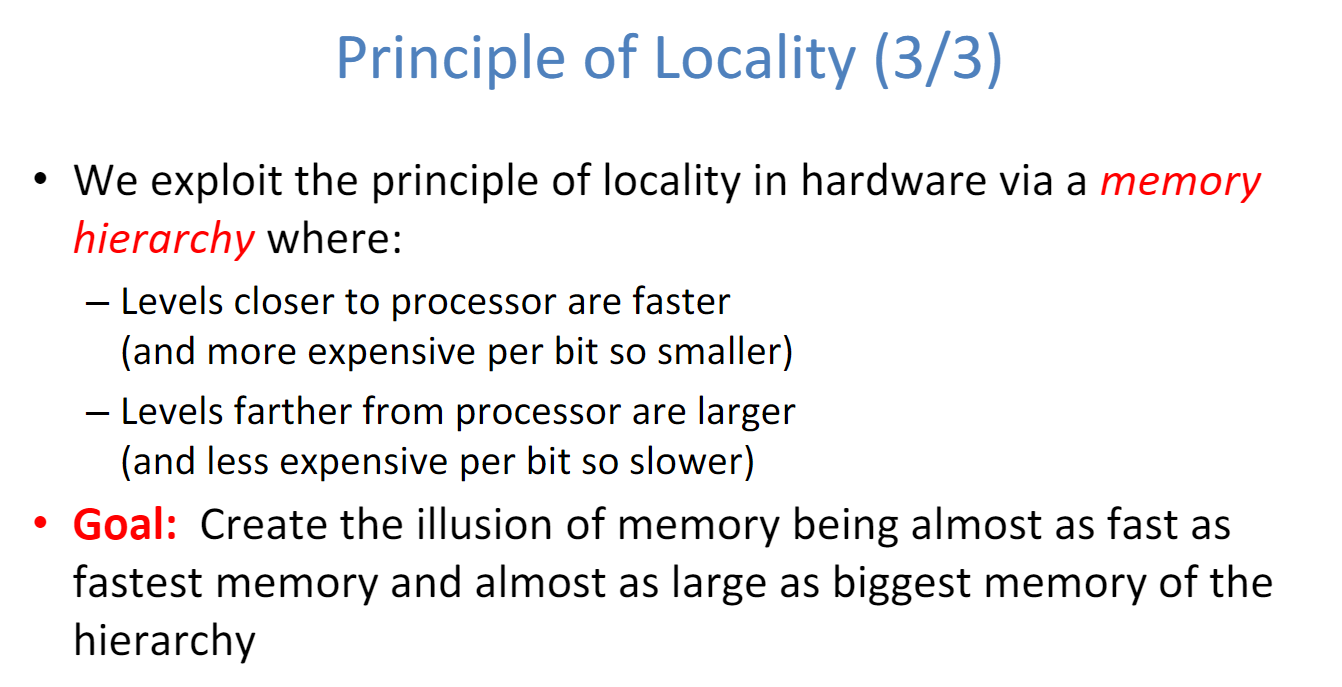 Principle of Locality (3/3)
• We exploit the principle of locality in hardware via a memory
hierarchy where:
– Levels closer to processor are faster
(and more expensive per bit so smaller)
– Levels farther from processor are larger
(and less expensive per bit so slower)
• Goal: Create the illusion of memory being almost as fast as
fastest memory and almost as large as biggest memory of the
hierarchy